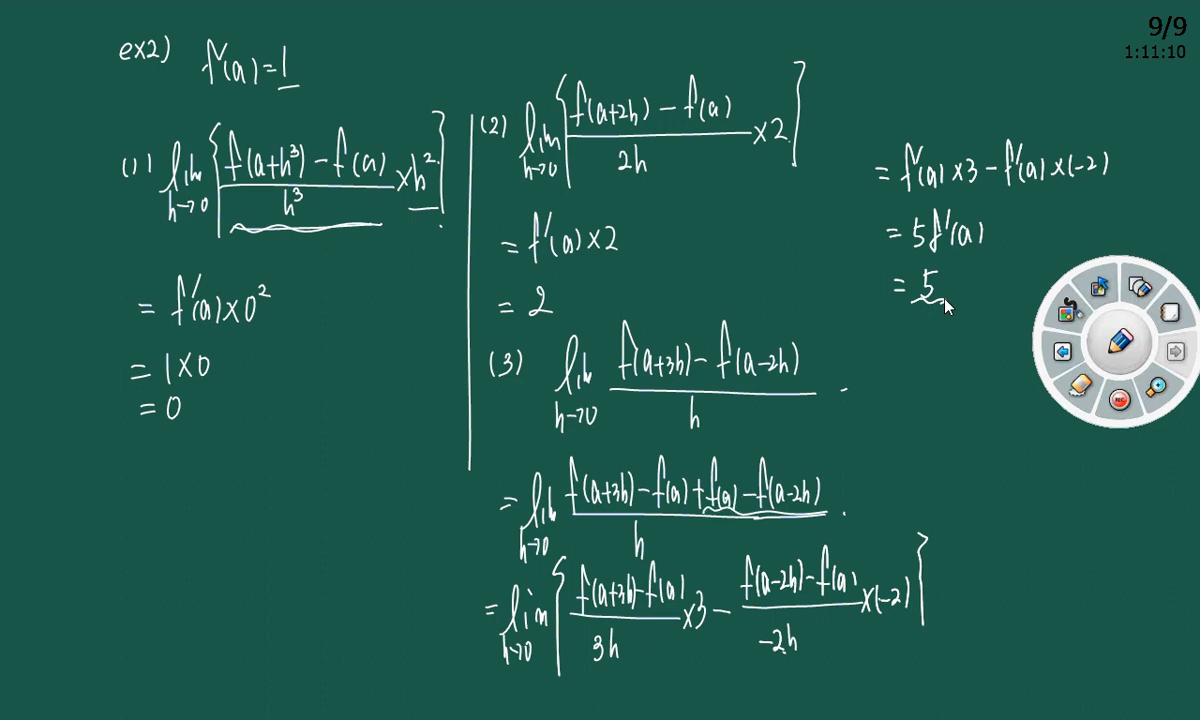 9/9
1:11:10
ex2) f'(a)=1
(1) lim h→0 { f(a+h³)-f(a) / h³ ×h² }
= f'(a)×0²
= 1×0
= 0
(2) lim h→0 { f(a+2h)-f(a) / 2h ×2 }
= f'(a)×2
= 2
(3) lim h→0 f(a+3h)-f(a-2h) / h
= lim h→0 f(a+3h)-f(a)+f(a)-f(a-2h) / h
= lim h→0 { f(a+3h)-f(a) / 3h ×3 - f(a-2h)-f(a) / -2h ×(-2) }
= f'(a)×3-f'(a)×(-2)
= 5f'(a)
= 5